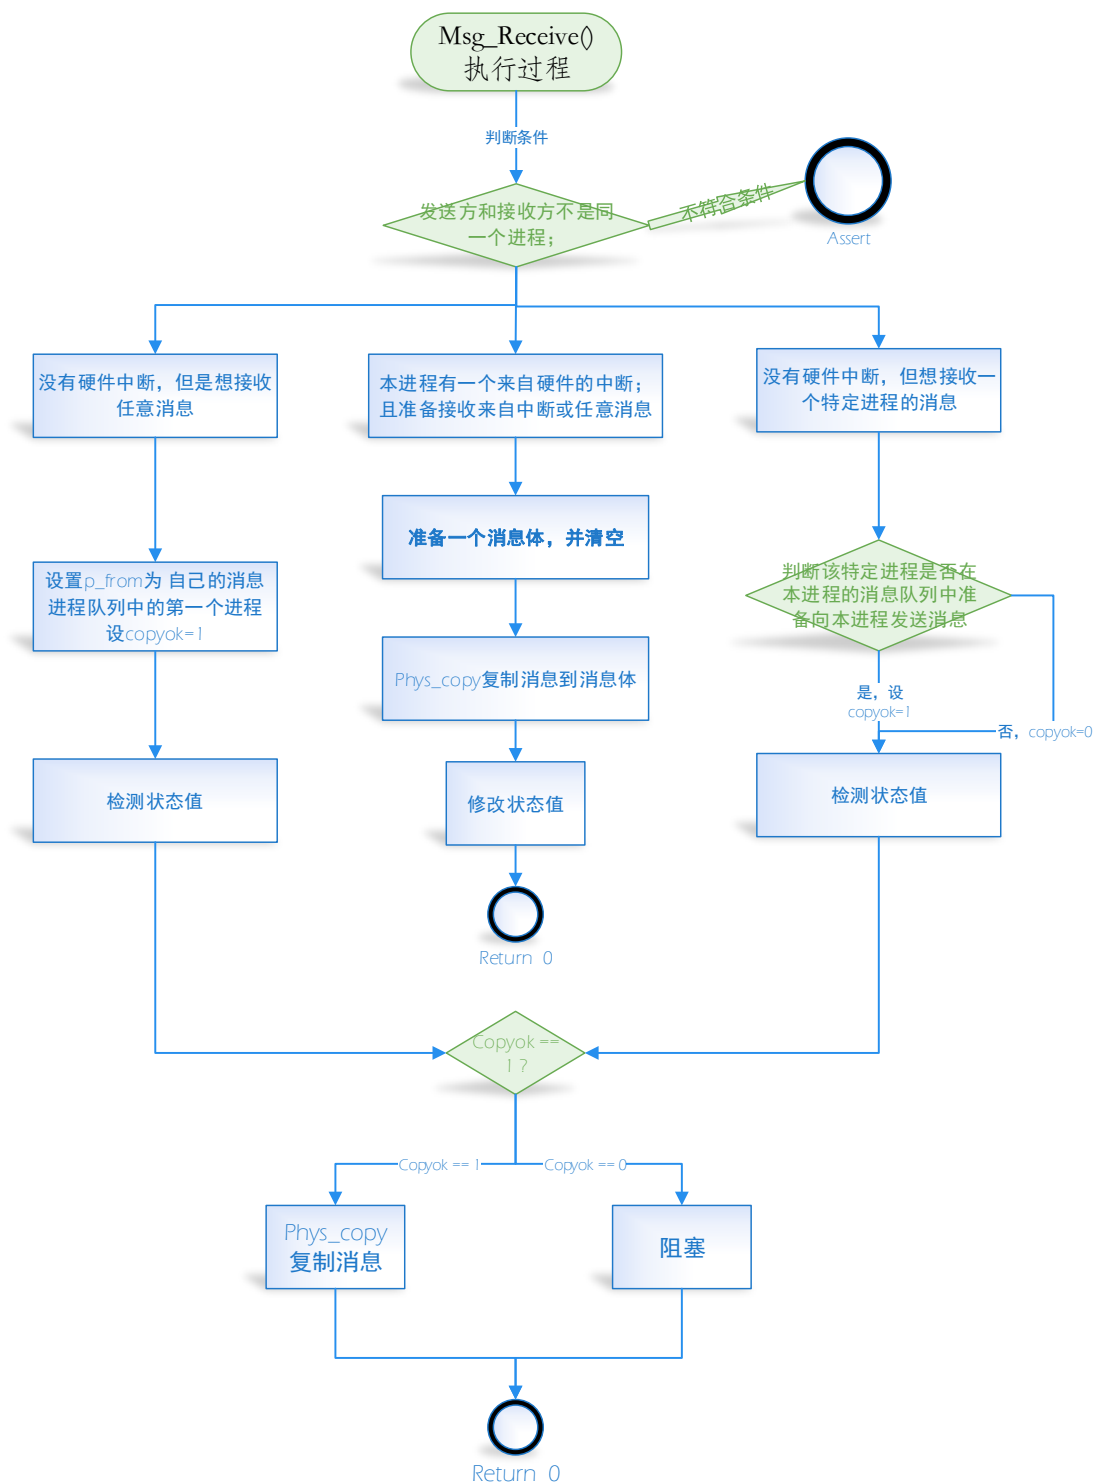 Msg_Receive()
执行过程
判断条件
发送方和接收方不是同
一个进程；
不符合条件
Assert
没有硬件中断，但是想接收
任意消息
本进程有一个来自硬件的中断；
且准备接收来自中断或任意消息
没有硬件中断，但想接收一
个特定进程的消息
准备一个消息体，并清空
设置p_from为 自己的消息
进程队列中的第一个进程
设copyok=1
判断该特定进程是否在
本进程的消息队列中准
备向本进程发送消息
Phys_copy复制消息到消息体
是，设
copyok=1
否，copyok=0
检测状态值
修改状态值
检测状态值
Return 0
Copyok ==
1？
Copyok == 1
Copyok == 0
Phys_copy
复制消息
阻塞
Return 0